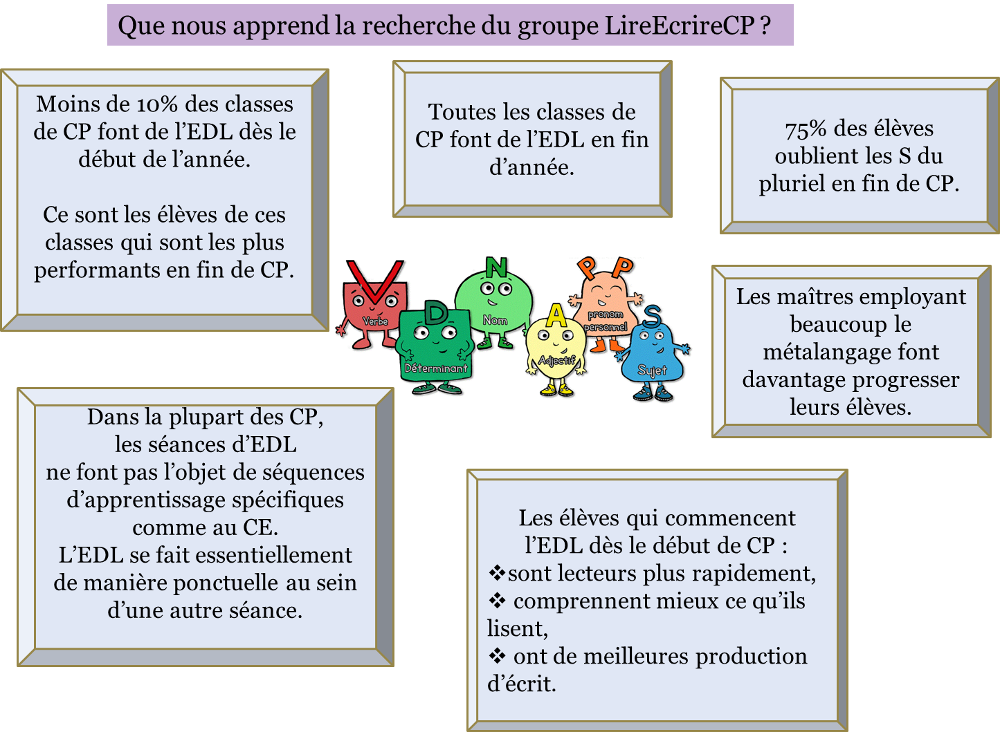 Que nous apprend la recherche du groupe LireEcrireCP ?
Moins de 10% des classes
de CP font de l’EDL dès le
début de l’année.
Ce sont les élèves de ces
classes qui sont les plus
performants en fin de CP.
Toutes les classes de
CP font de l’EDL en fin
d’année.
75% des élèves
oublient les S du
pluriel en fin de CP.
V
Verbe
D
Déterminant
N
Nom
A
Adjectif
P P
pronom
personnel
S
Sujet
Les maîtres employant
beaucoup le
métalangage font
davantage progresser
leurs élèves.
Dans la plupart des CP,
les séances d’EDL
ne font pas l’objet de séquences
d’apprentissage spécifiques
comme au CE.
L’EDL se fait essentiellement
de manière ponctuelle au sein
d’une autre séance.
Les élèves qui commencent
l’EDL dès le début de CP :
❖sont lecteurs plus rapidement,
❖ comprennent mieux ce qu’ils
lisent,
❖ ont de meilleures production
d’écrit.